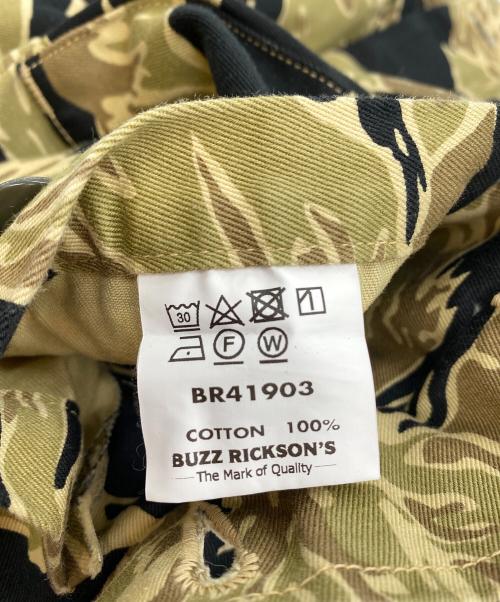 30
F W
BR41903
COTTON 100%
BUZZ RICKSON'S
The Mark of Quality